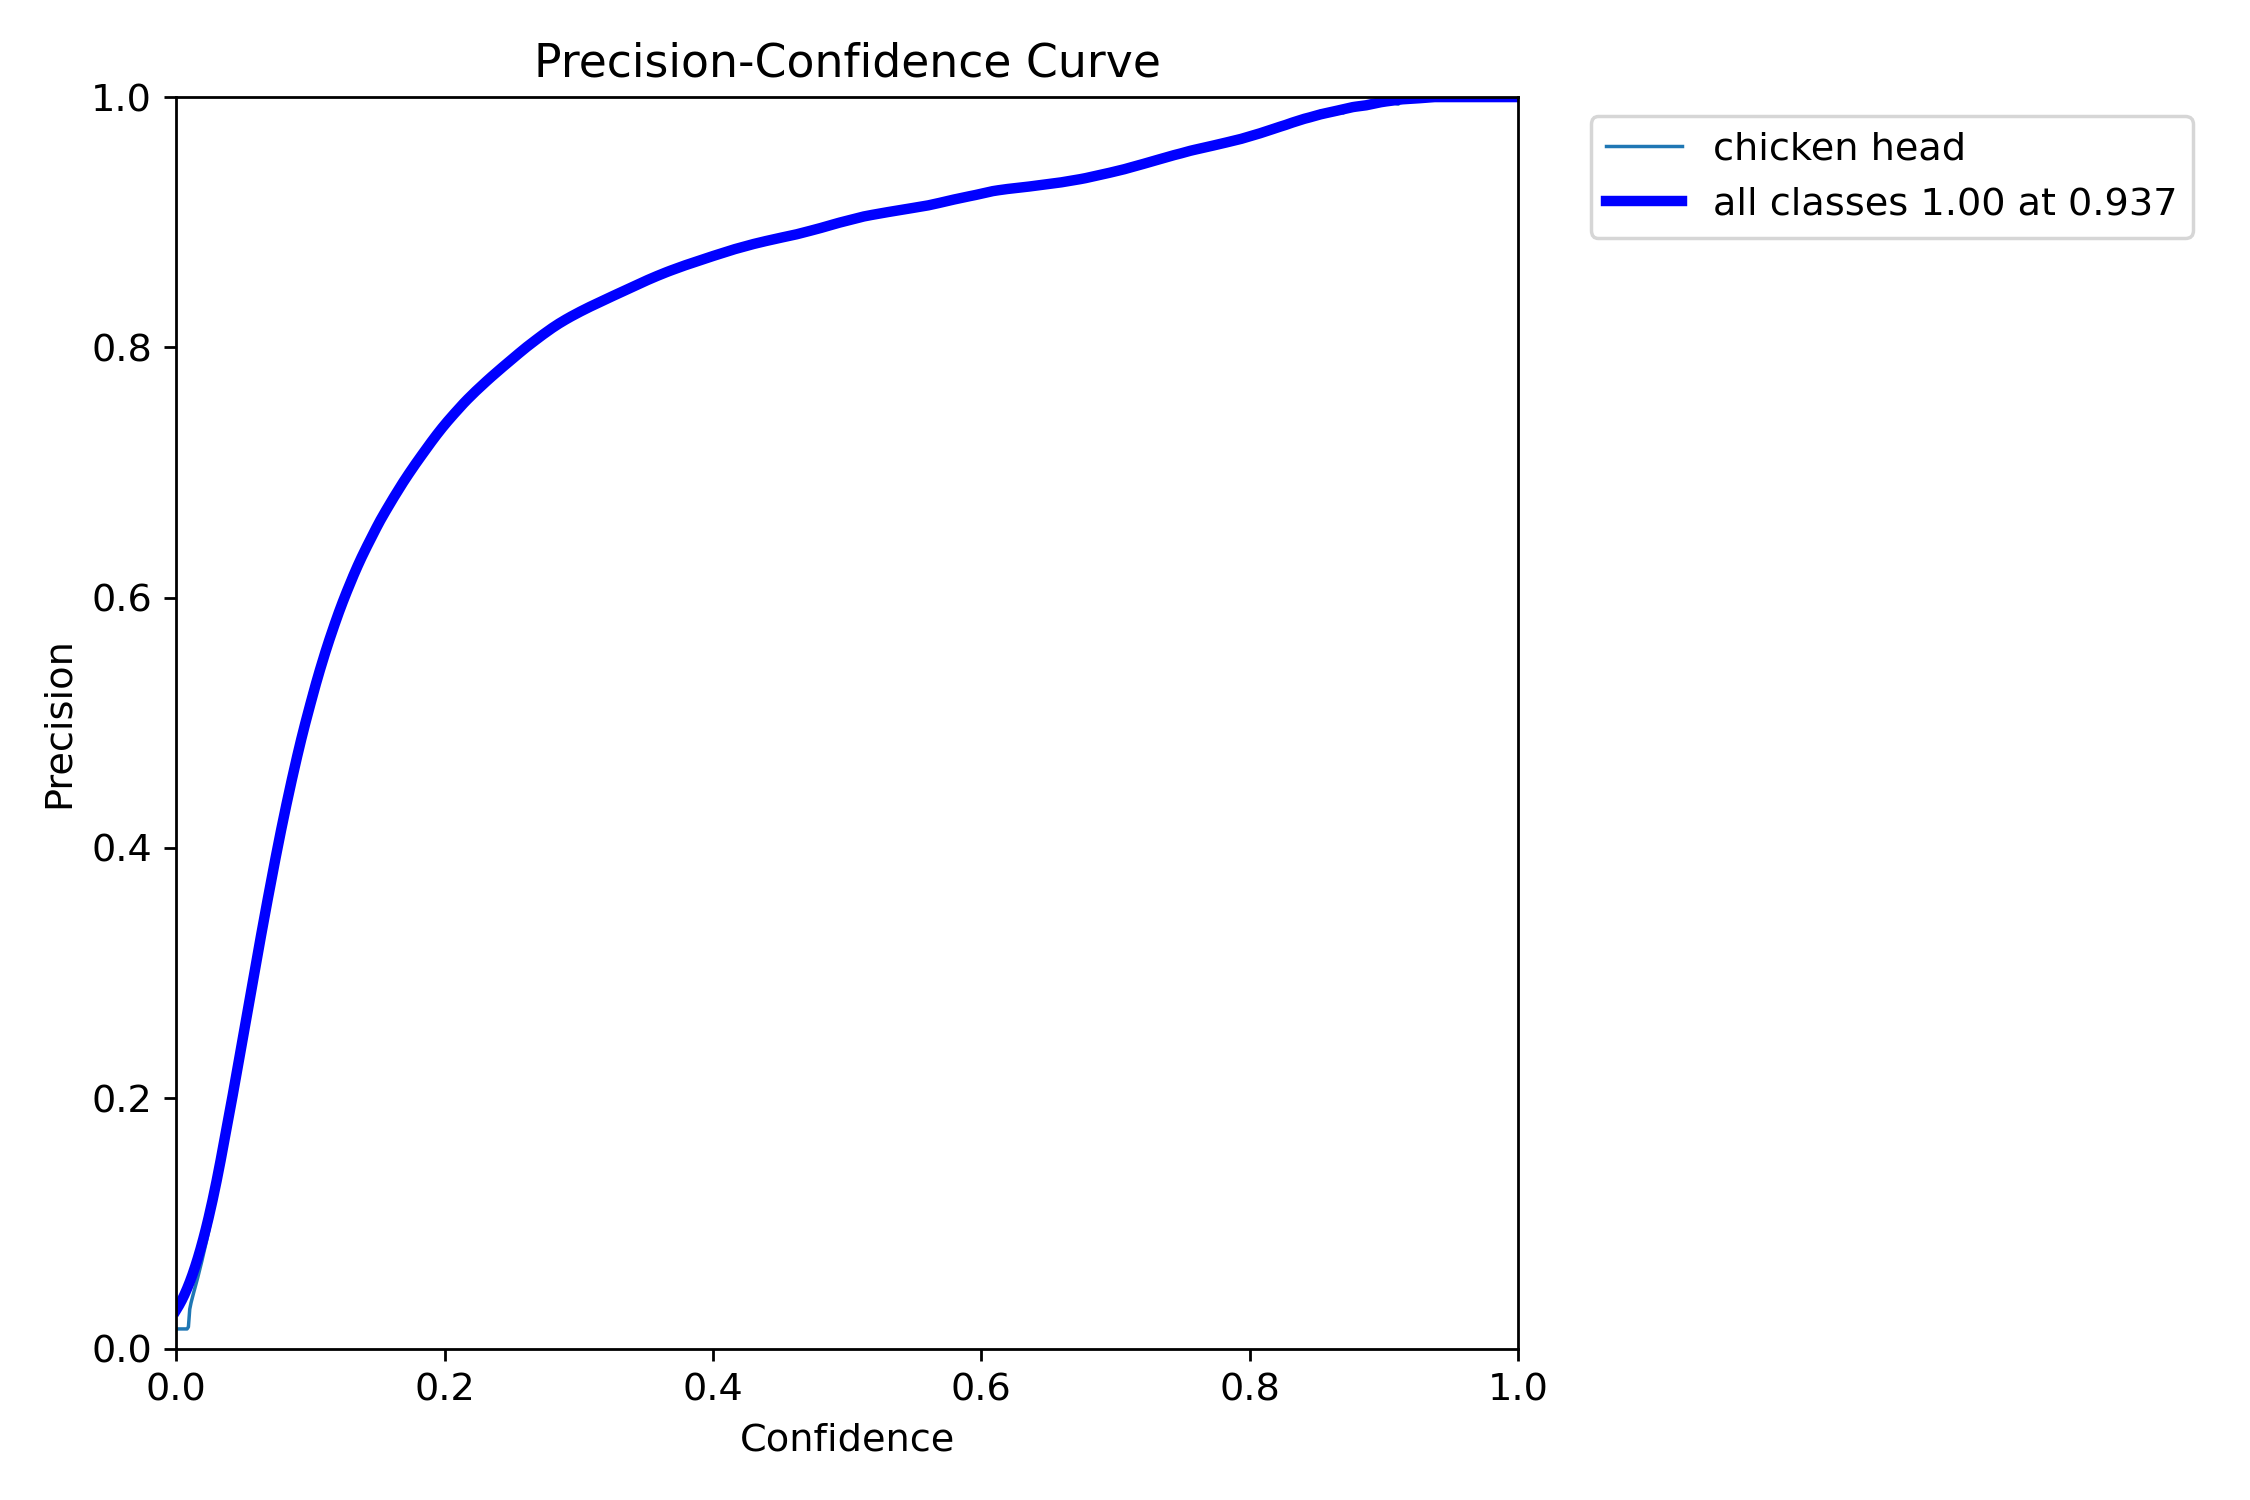 Precision-Confidence Curve
1.0
0.8
0.6
0.4
0.2
0.0
Precision
0.0 0.2 0.4 0.6 0.8 1.0
Confidence
chicken head
all classes 1.00 at 0.937